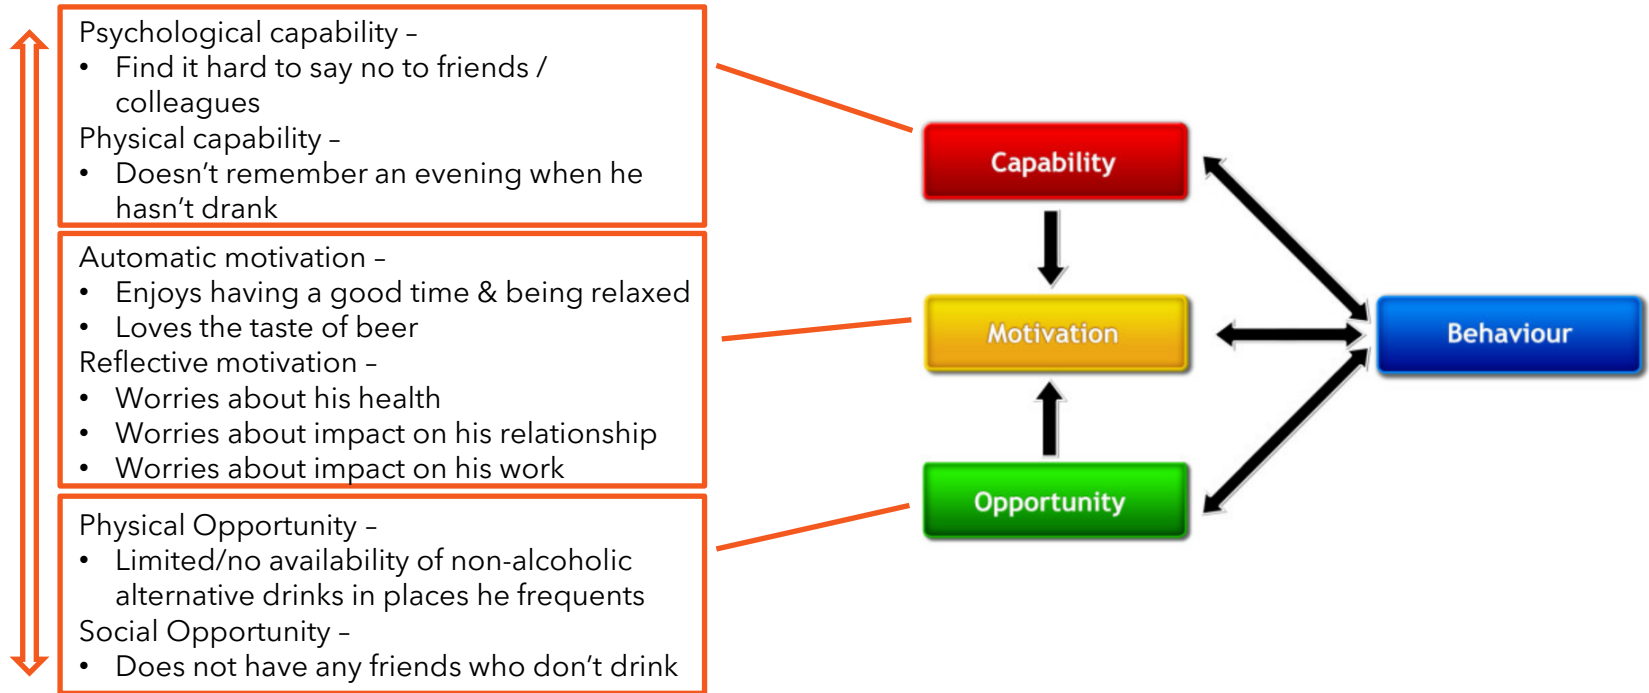 Psychological capability –
• Find it hard to say no to friends /
colleagues
Physical capability –
• Doesn't remember an evening when he
hasn't drank
Automatic motivation –
• Enjoys having a good time & being relaxed
• Loves the taste of beer
Reflective motivation –
• Worries about his health
• Worries about impact on his relationship
• Worries about impact on his work
Physical Opportunity –
• Limited/no availability of non-alcoholic
alternative drinks in places he frequents
Social Opportunity –
• Does not have any friends who don't drink
Capability
Motivation
Opportunity
Behaviour